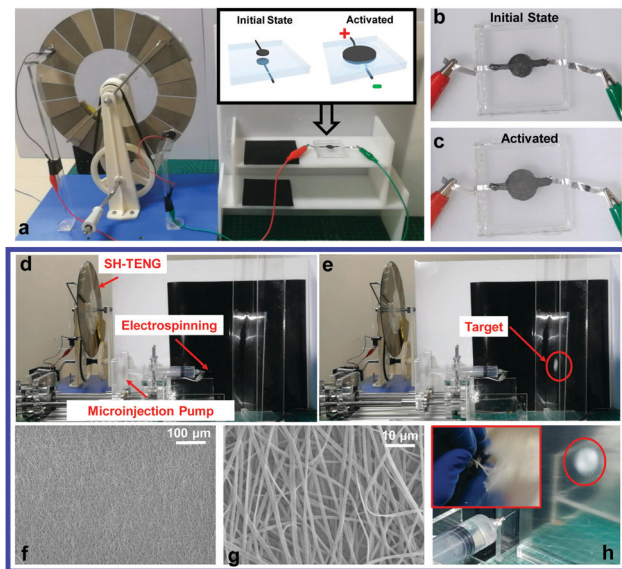 Initial State
Activated
+
-
a
b
Initial State
c
Activated
d
SH-TENG
Electrospinning
Microinjection Pump
e
Target
100 µm
f
10 µm
g
h